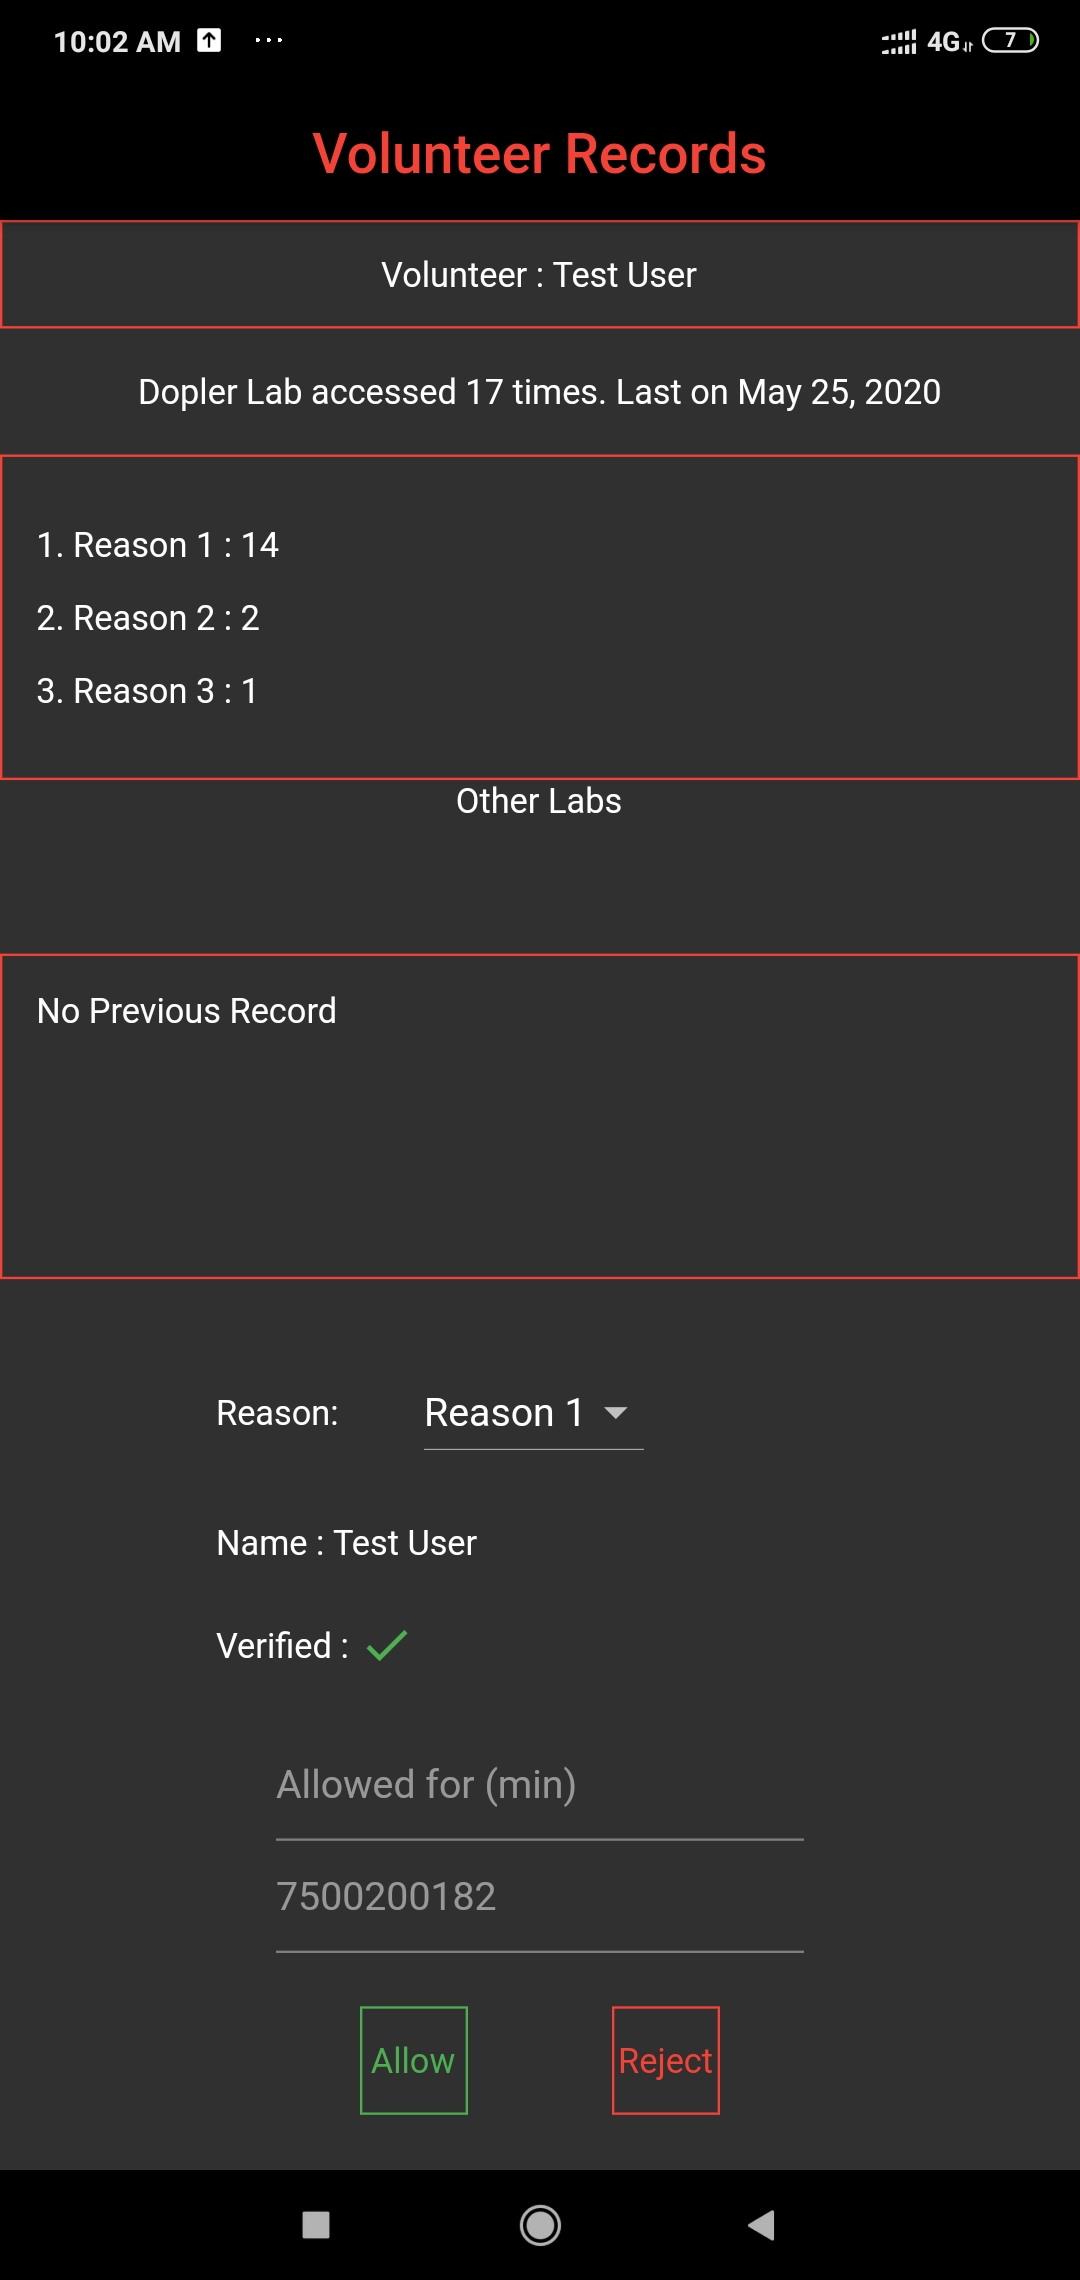 10:02 AM ... 4G 7
Volunteer Records
Volunteer : Test User
Dopler Lab accessed 17 times. Last on May 25, 2020
1. Reason 1 : 14
2. Reason 2 : 2
3. Reason 3 : 1
Other Labs
No Previous Record
Reason: Reason 1
Name : Test User
Verified :
Allowed for (min)
7500200182
Allow Reject